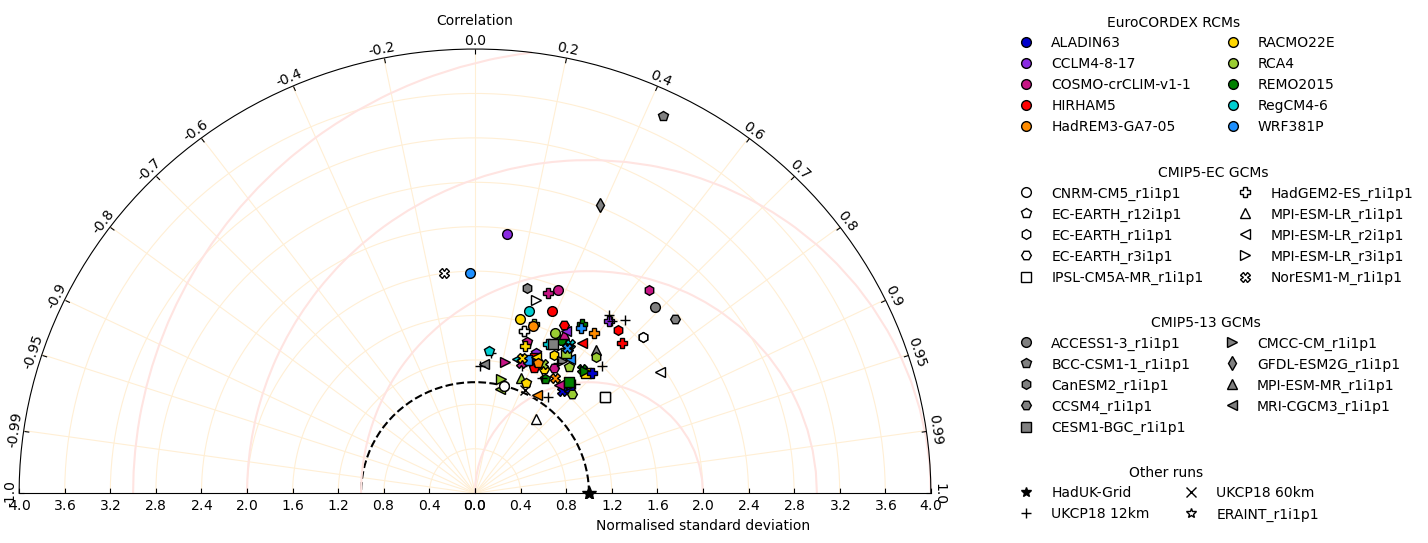 Correlation
0.0
-0.2
0.2
-0.4
0.4
-0.6
0.6
-0.7
0.7
-0.8
0.8
-0.9
0.9
-0.95
0.95
-0.99
0.99
-1.0
1.0
4.0 3.6 3.2 2.8 2.4 2.0 1.6 1.2 0.8 0.4 0.0 0.4 0.8 1.2 1.6 2.0 2.4 2.8 3.2 3.6 4.0
Normalised standard deviation
EuroCORDEX RCMs
ALADIN63 RACMO22E
CCLM4-8-17 RCA4
COSMO-crCLIM-v1-1 REMO2015
HIRHAM5 RegCM4-6
HadREM3-GA7-05 WRF381P
CMIP5-EC GCMs
CNRM-CM5_r1i1p1 HadGEM2-ES_r1i1p1
EC-EARTH_r12i1p1 MPI-ESM-LR_r1i1p1
EC-EARTH_r1i1p1 MPI-ESM-LR_r2i1p1
EC-EARTH_r3i1p1 MPI-ESM-LR_r3i1p1
IPSL-CM5A-MR_r1i1p1 NorESM1-M_r1i1p1
CMIP5-13 GCMs
ACCESS1-3_r1i1p1 CMCC-CM_r1i1p1
BCC-CSM1-1_r1i1p1 GFDL-ESM2G_r1i1p1
CanESM2_r1i1p1 MPI-ESM-MR_r1i1p1
CCSM4_r1i1p1 MRI-CGCM3_r1i1p1
CESM1-BGC_r1i1p1
Other runs
HadUK-Grid UKCP18 60km
UKCP18 12km ERAINT_r1i1p1